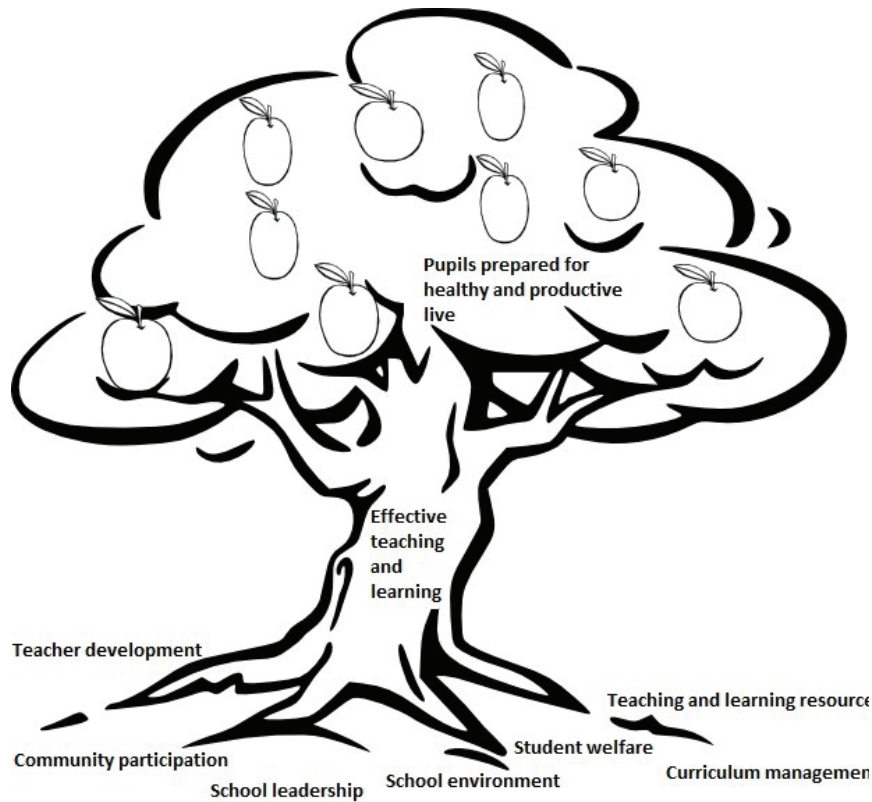 Pupils prepared for
healthy and productive
live
Effective
teaching
and
learning
Teacher development
Teaching and learning resource
Community participation
Student welfare
School environment
Curriculum management
School leadership